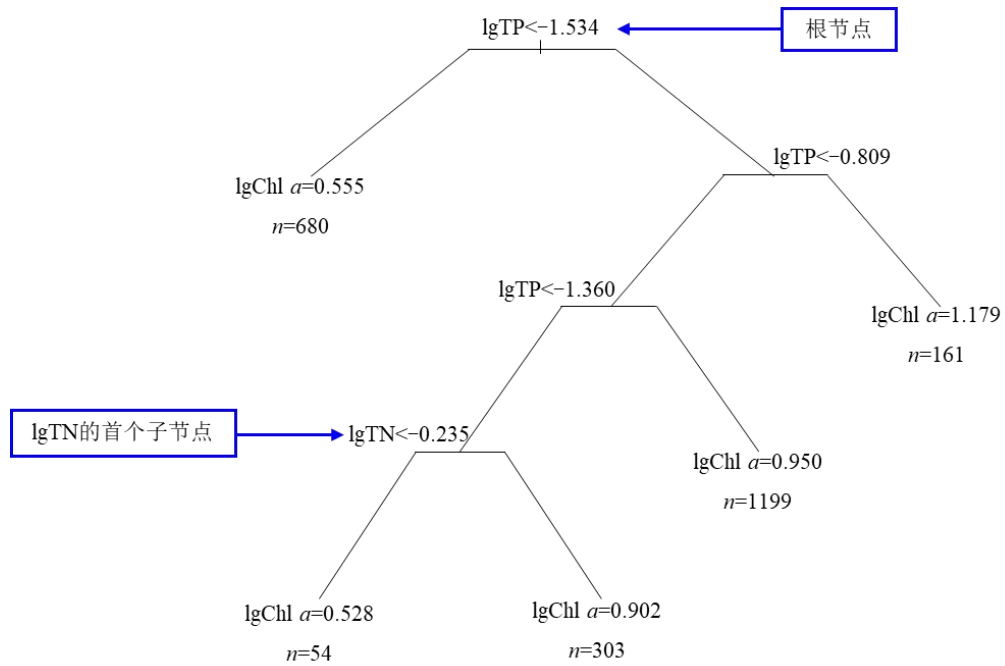 lgTP<−1.534
根节点
lgTP<−0.809
lgChl a=0.555
n=680
lgTP<−1.360
lgChl a=1.179
n=161
lgTN的首个子节点
lgTN<−0.235
lgChl a=0.950
n=1199
lgChl a=0.528
n=54
lgChl a=0.902
n=303